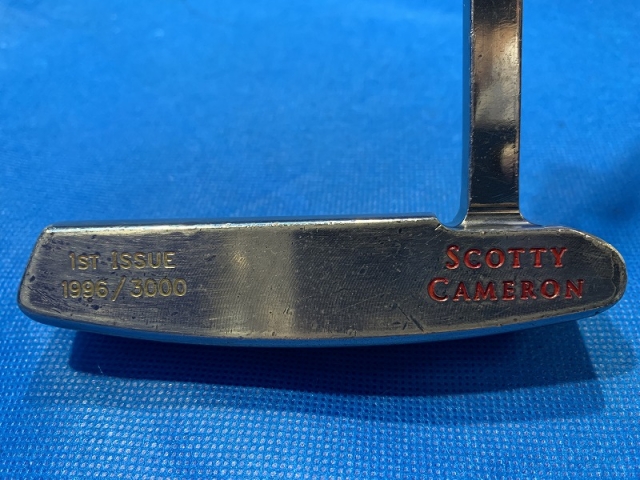 1ST ISSUE
1996/3000
SCOTTY
CAMERON